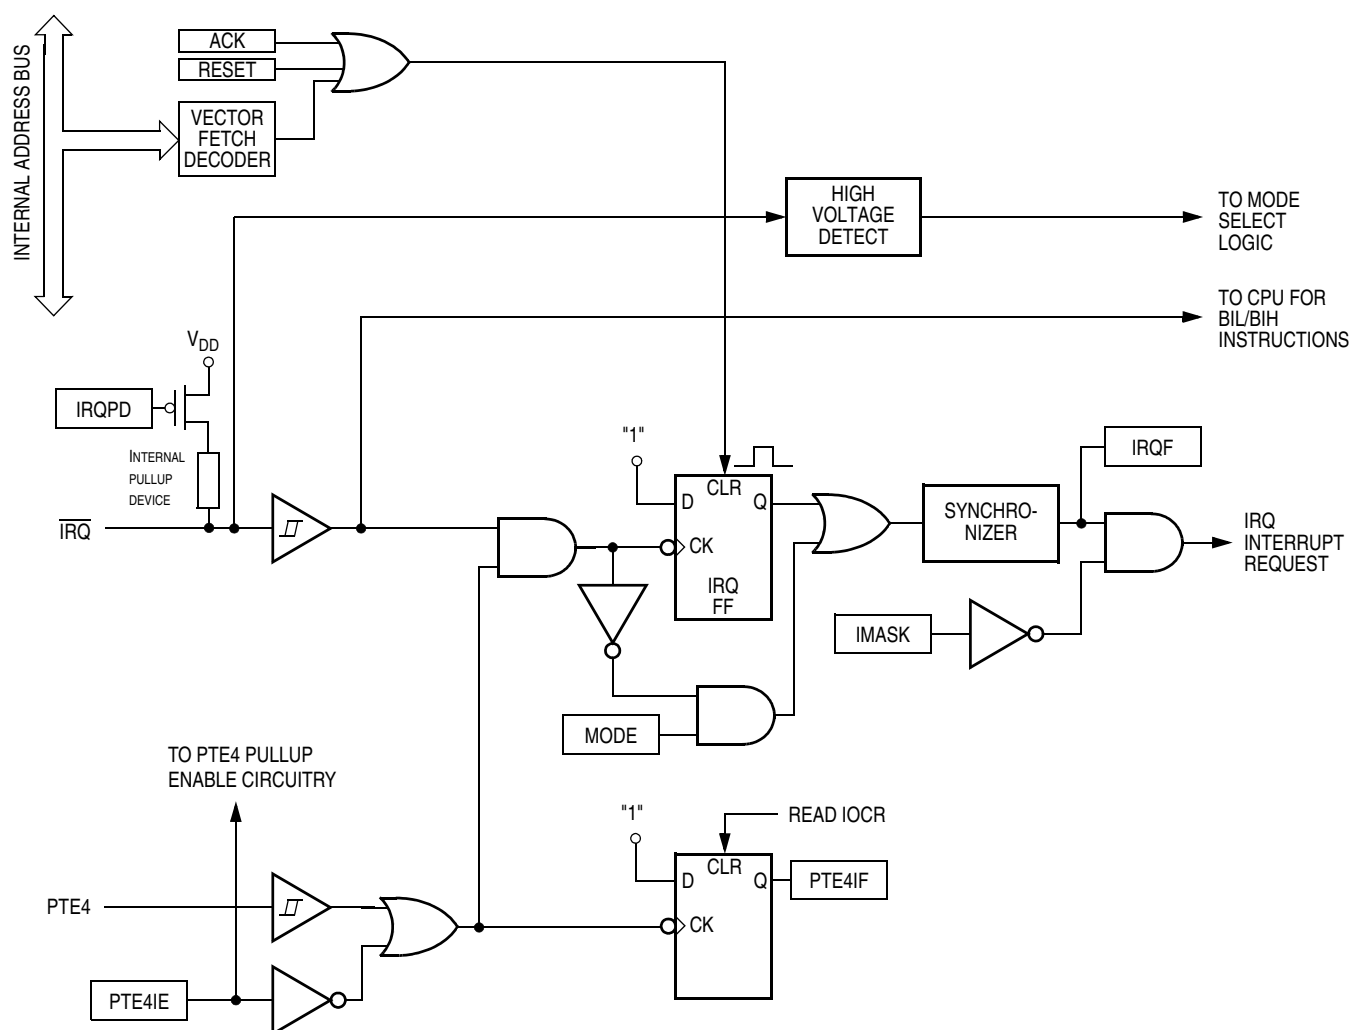 INTERNAL ADDRESS BUS
ACK
RESET
VECTOR
FETCH
DECODER
HIGH
VOLTAGE
DETECT
TO MODE
SELECT
LOGIC
TO CPU FOR
BIL/BIH
INSTRUCTIONS
VDD
IRQPD
INTERNAL
PULLUP
DEVICE
IRQ
"1"
D
CLR
Q
CK
IRQ
FF
SYNCHRO-
NIZER
IRQF
IRQ
INTERRUPT
REQUEST
IMASK
MODE
TO PTE4 PULLUP
ENABLE CIRCUITRY
"1"
READ IOCR
D
CLR
Q
CK
PTE4IF
PTE4
PTE4IE